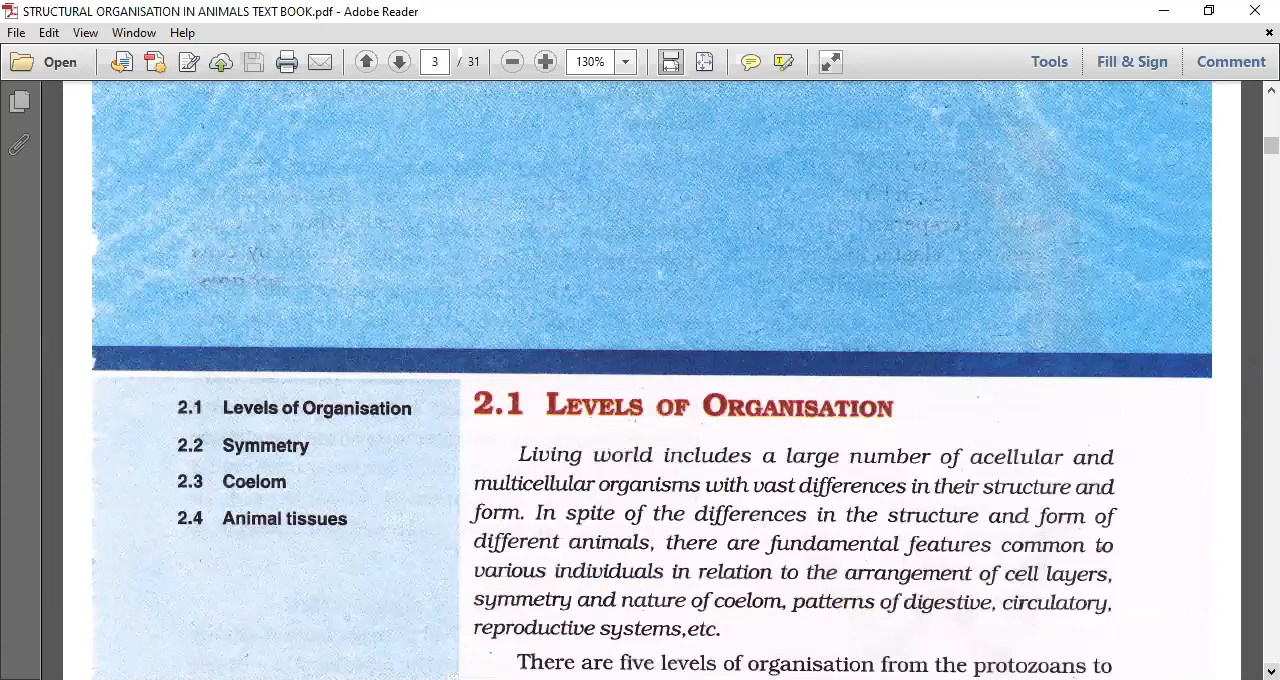 STRUCTURAL ORGANISATION IN ANIMALS TEXT BOOK.pdf - Adobe Reader
File Edit View Window Help
Open 3 / 31 130% Tools Fill & Sign Comment
2.1 Levels of Organisation
2.2 Symmetry
2.3 Coelom
2.4 Animal tissues
2.1 LEVELS OF ORGANISATION
Living world includes a large number of acellular and
multicellular organisms with vast differences in their structure and
form. In spite of the differences in the structure and form of
different animals, there are fundamental features common to
various individuals in relation to the arrangement of cell layers,
symmetry and nature of coelom, patterns of digestive, circulatory,
reproductive systems,etc.
There are five levels of organisation from the protozoans to